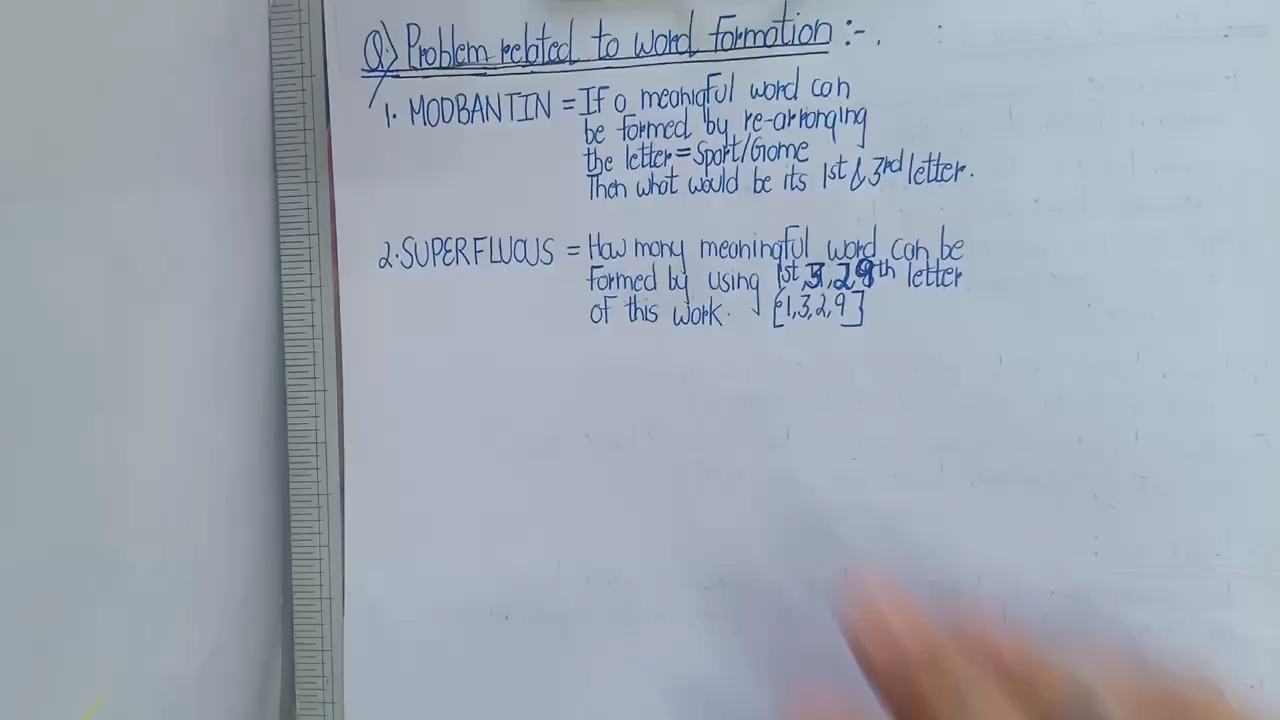 Q) Problem related to word formation :-.
1. MODBANTIN = If a meanigful word can
be formed by re-arranging
the letter = Sport/Game
Then what would be its 1st & 3rd letter.
2. SUPERFLUOUS = How many meaningful word can be
formed by using 1st, 3, 2, 9th letter
of this work. [1,3,2,9]